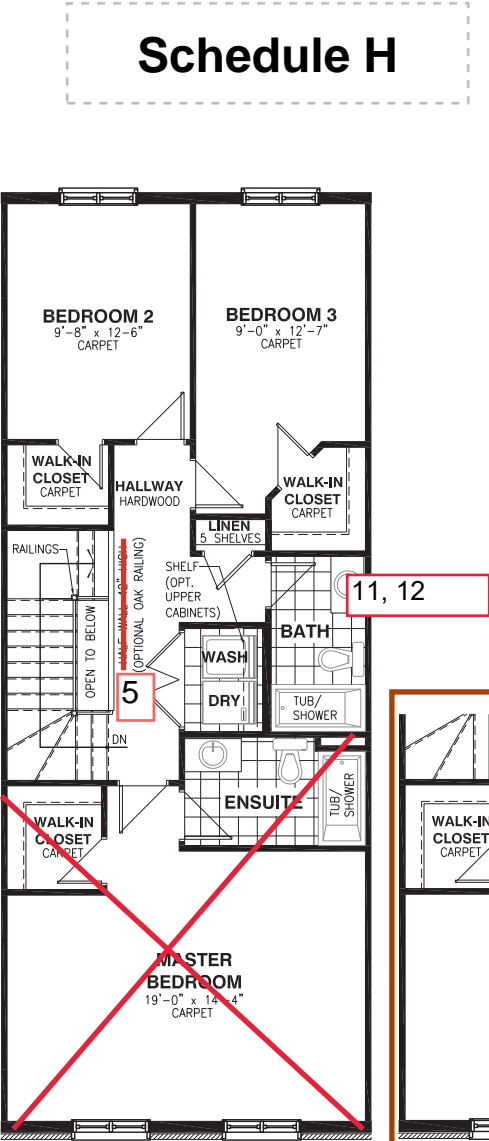 Schedule H
BEDROOM 2
9'-8" x 12-6"
CARPET
BEDROOM 3
9'-0" x 12'-7"
CARPET
WALK-IN
CLOSET
CARPET
HALLWAY
HARDWOOD
WALK-IN
CLOSET
CARPET
LINEN
5 SHELVES
RAILINGS
(OPTIONAL OAK RAILING)
SHELF
(OPT.
UPPER
CABINETS)
11, 12
OPEN TO BELOW
BATH
WASH
5
DRY
TUB/
SHOWER
DN
ENSUITE
TUB/
SHOWER
WALK-IN
CLOSET
CARPET
WALK-IN
CLOSET
CARPET
MASTER
BEDROOM
19'-0" x 14'-4"
CARPET